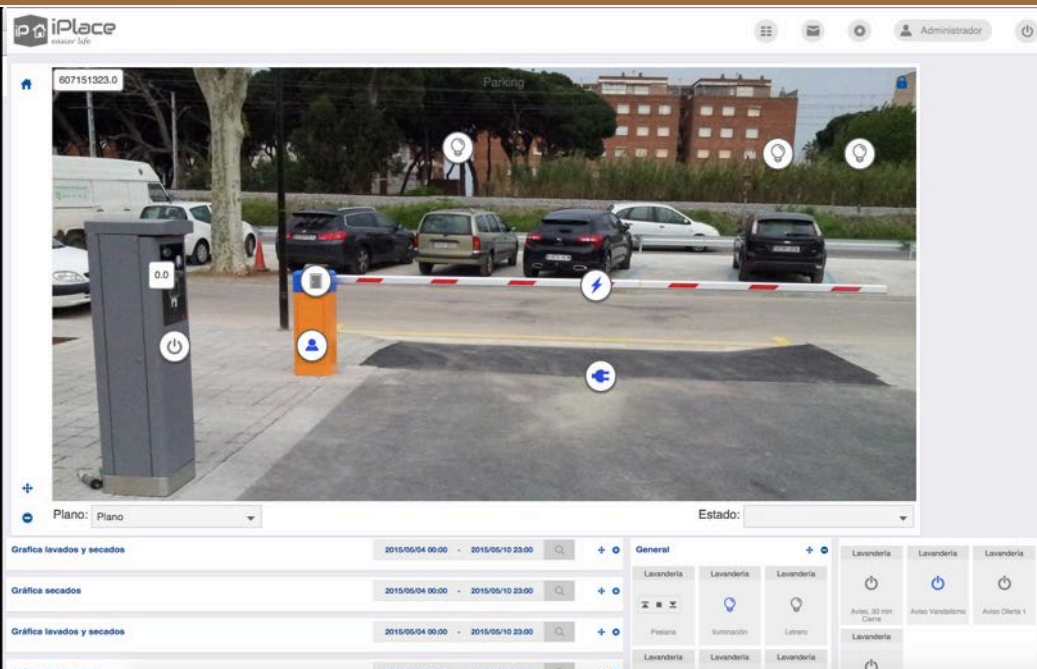 iPlace
easier life
Administrador
607151323.0
Parking
0.0
Plano: Plano
Estado:
Grafica lavados y secados
2015/05/04 00:00 - 2015/05/10 23:00
Gráfica secados
2015/05/04 00:00 - 2015/05/10 23:00
Gráfica lavados y secados
2015/05/04 00:00 - 2015/05/10 23:00
General
Lavandería Lavandería Lavandería
Persiana Iluminación Letrero
Lavandería Lavandería Lavandería
Lavandería Lavandería Lavandería
Aviso, 30 min Cierre
Aviso Vandalismo
Aviso Oferta 1
Lavandería